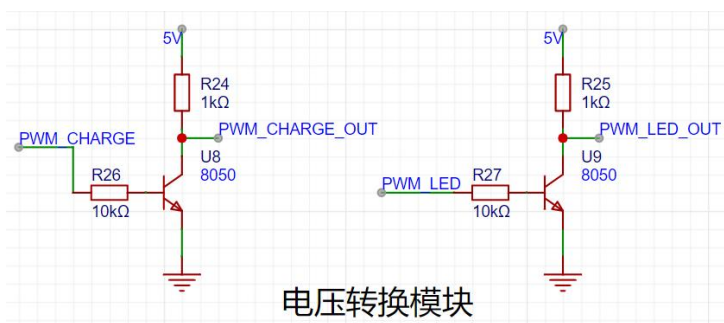 5V
R24
1kΩ
PWM_CHARGE
PWM_CHARGE_OUT
R26
10kΩ
U8
8050
5V
R25
1kΩ
PWM_LED
PWM_LED_OUT
R27
10kΩ
U9
8050
电压转换模块